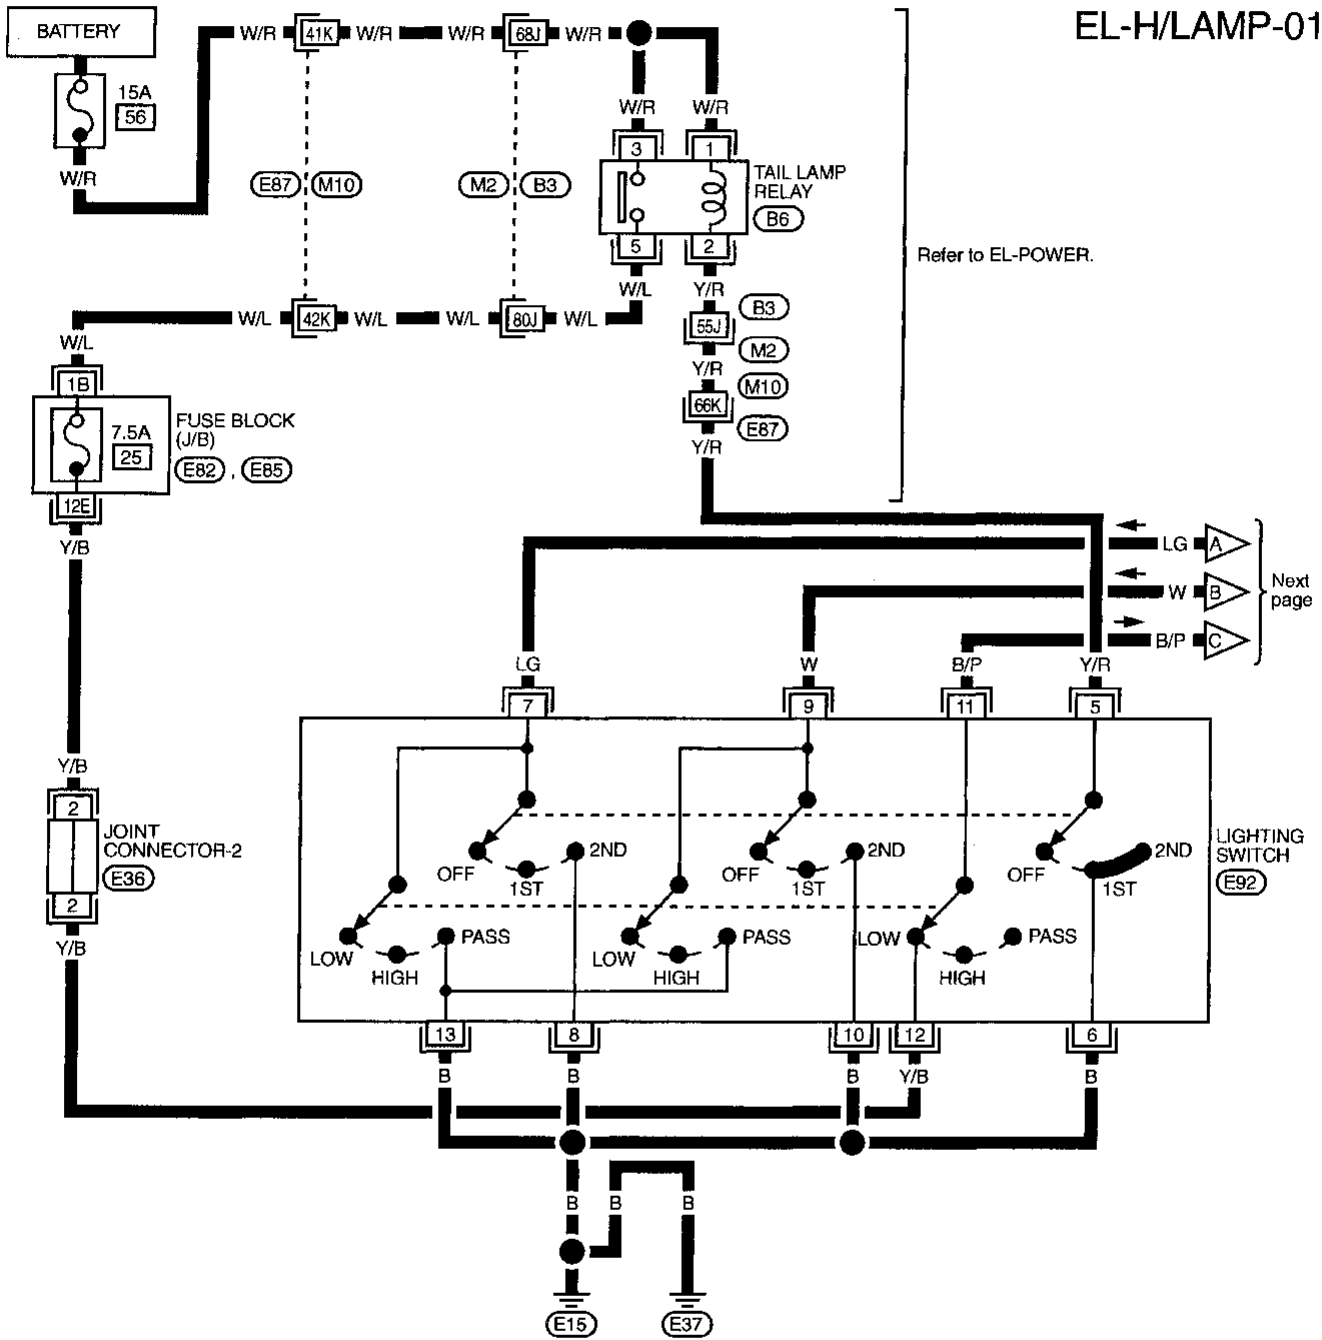 EL-H/LAMP-01
BATTERY
15A
56
W/R
W/R 41K W/R W/R 68J W/R
W/R W/R
3 1
E87 M10
M2 B3
TAIL LAMP
RELAY
B6
5 2
W/L Y/R
Refer to EL-POWER.
W/L 42K W/L W/L 80J W/L
B3
55J
M2
Y/R
M10
66K
E87
Y/R
W/L
1B
7.5A
25
FUSE BLOCK
(J/B)
E82 , E85
12E
Y/B
LG A
W B
B/P C
Next
page
LG W B/P Y/R
7 9 11 5
Y/B
2
JOINT
CONNECTOR-2
E36
2
Y/B
OFF 1ST 2ND
OFF 1ST 2ND
OFF 1ST 2ND
LIGHTING
SWITCH
E92
LOW HIGH PASS
LOW HIGH PASS
LOW HIGH PASS
13 8 10 12 6
B B B Y/B B
B B B
E15 E37